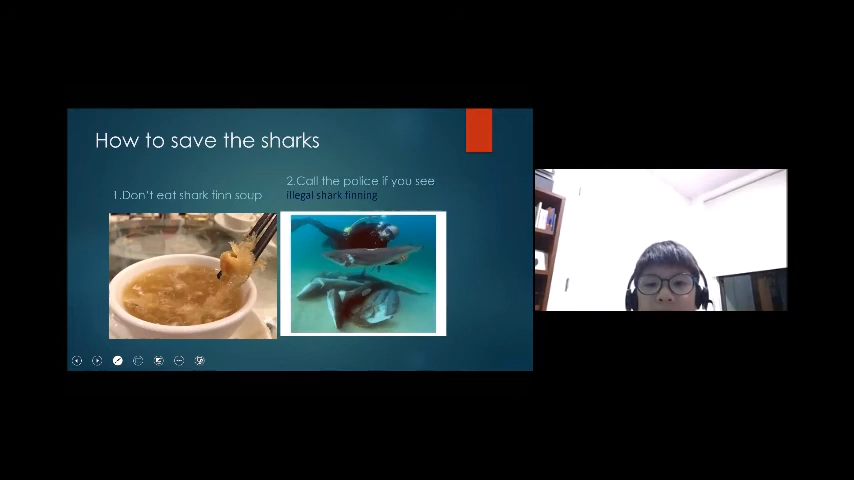 How to save the sharks
1.Don't eat shark finn soup
2.Call the police if you see
illegal shark finning